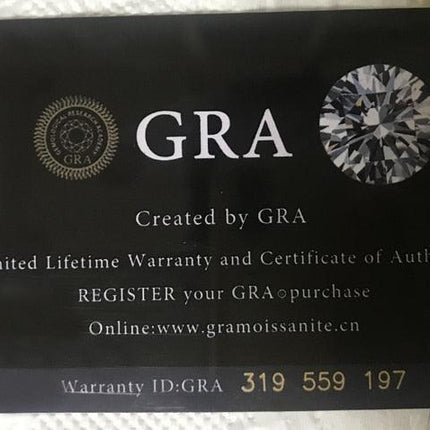 GRA
GRA
Created by GRA
nited Lifetime Warranty and Certificate of Auth
REGISTER your GRA purchase
Online:www.gramoissanite.cn
Warranty ID:GRA 319 559 197